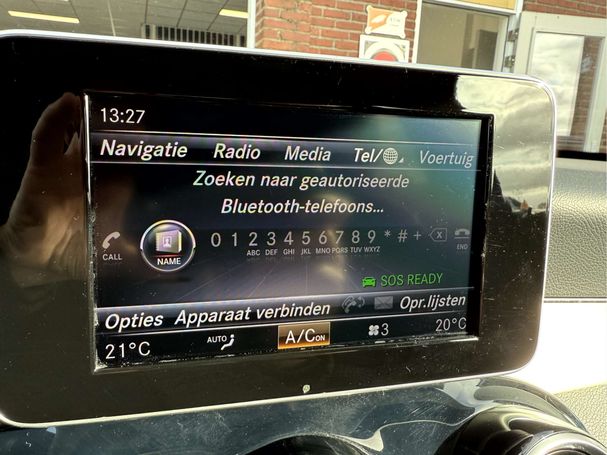 13:27
Navigatie Radio Media Tel/ Voertuig
Zoeken naar geautoriseerde
Bluetooth-telefoons...
0 1 2 3 4 5 6 7 8 9 * # +
ABC DEF GHI JKL MNO PQRS TUV WXYZ
CALL NAME END
SOS READY
Opties Apparaat verbinden Opr.lijsten
21°C AUTO A/C ON 3 20°C